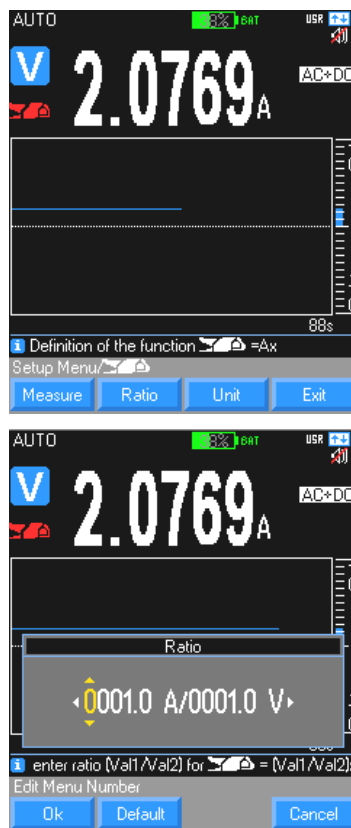 AUTO 8% BAT USR
V AC+DC
2.0769 A
88s
Definition of the function =Ax
Setup Menu/
Measure Ratio Unit Exit
AUTO 8% BAT USR
V AC+DC
2.0769 A
Ratio
0001.0 A/0001.0 V
enter ratio (Val1/Val2) for = (Val1/Val2)
Edit Menu Number
Ok Default Cancel